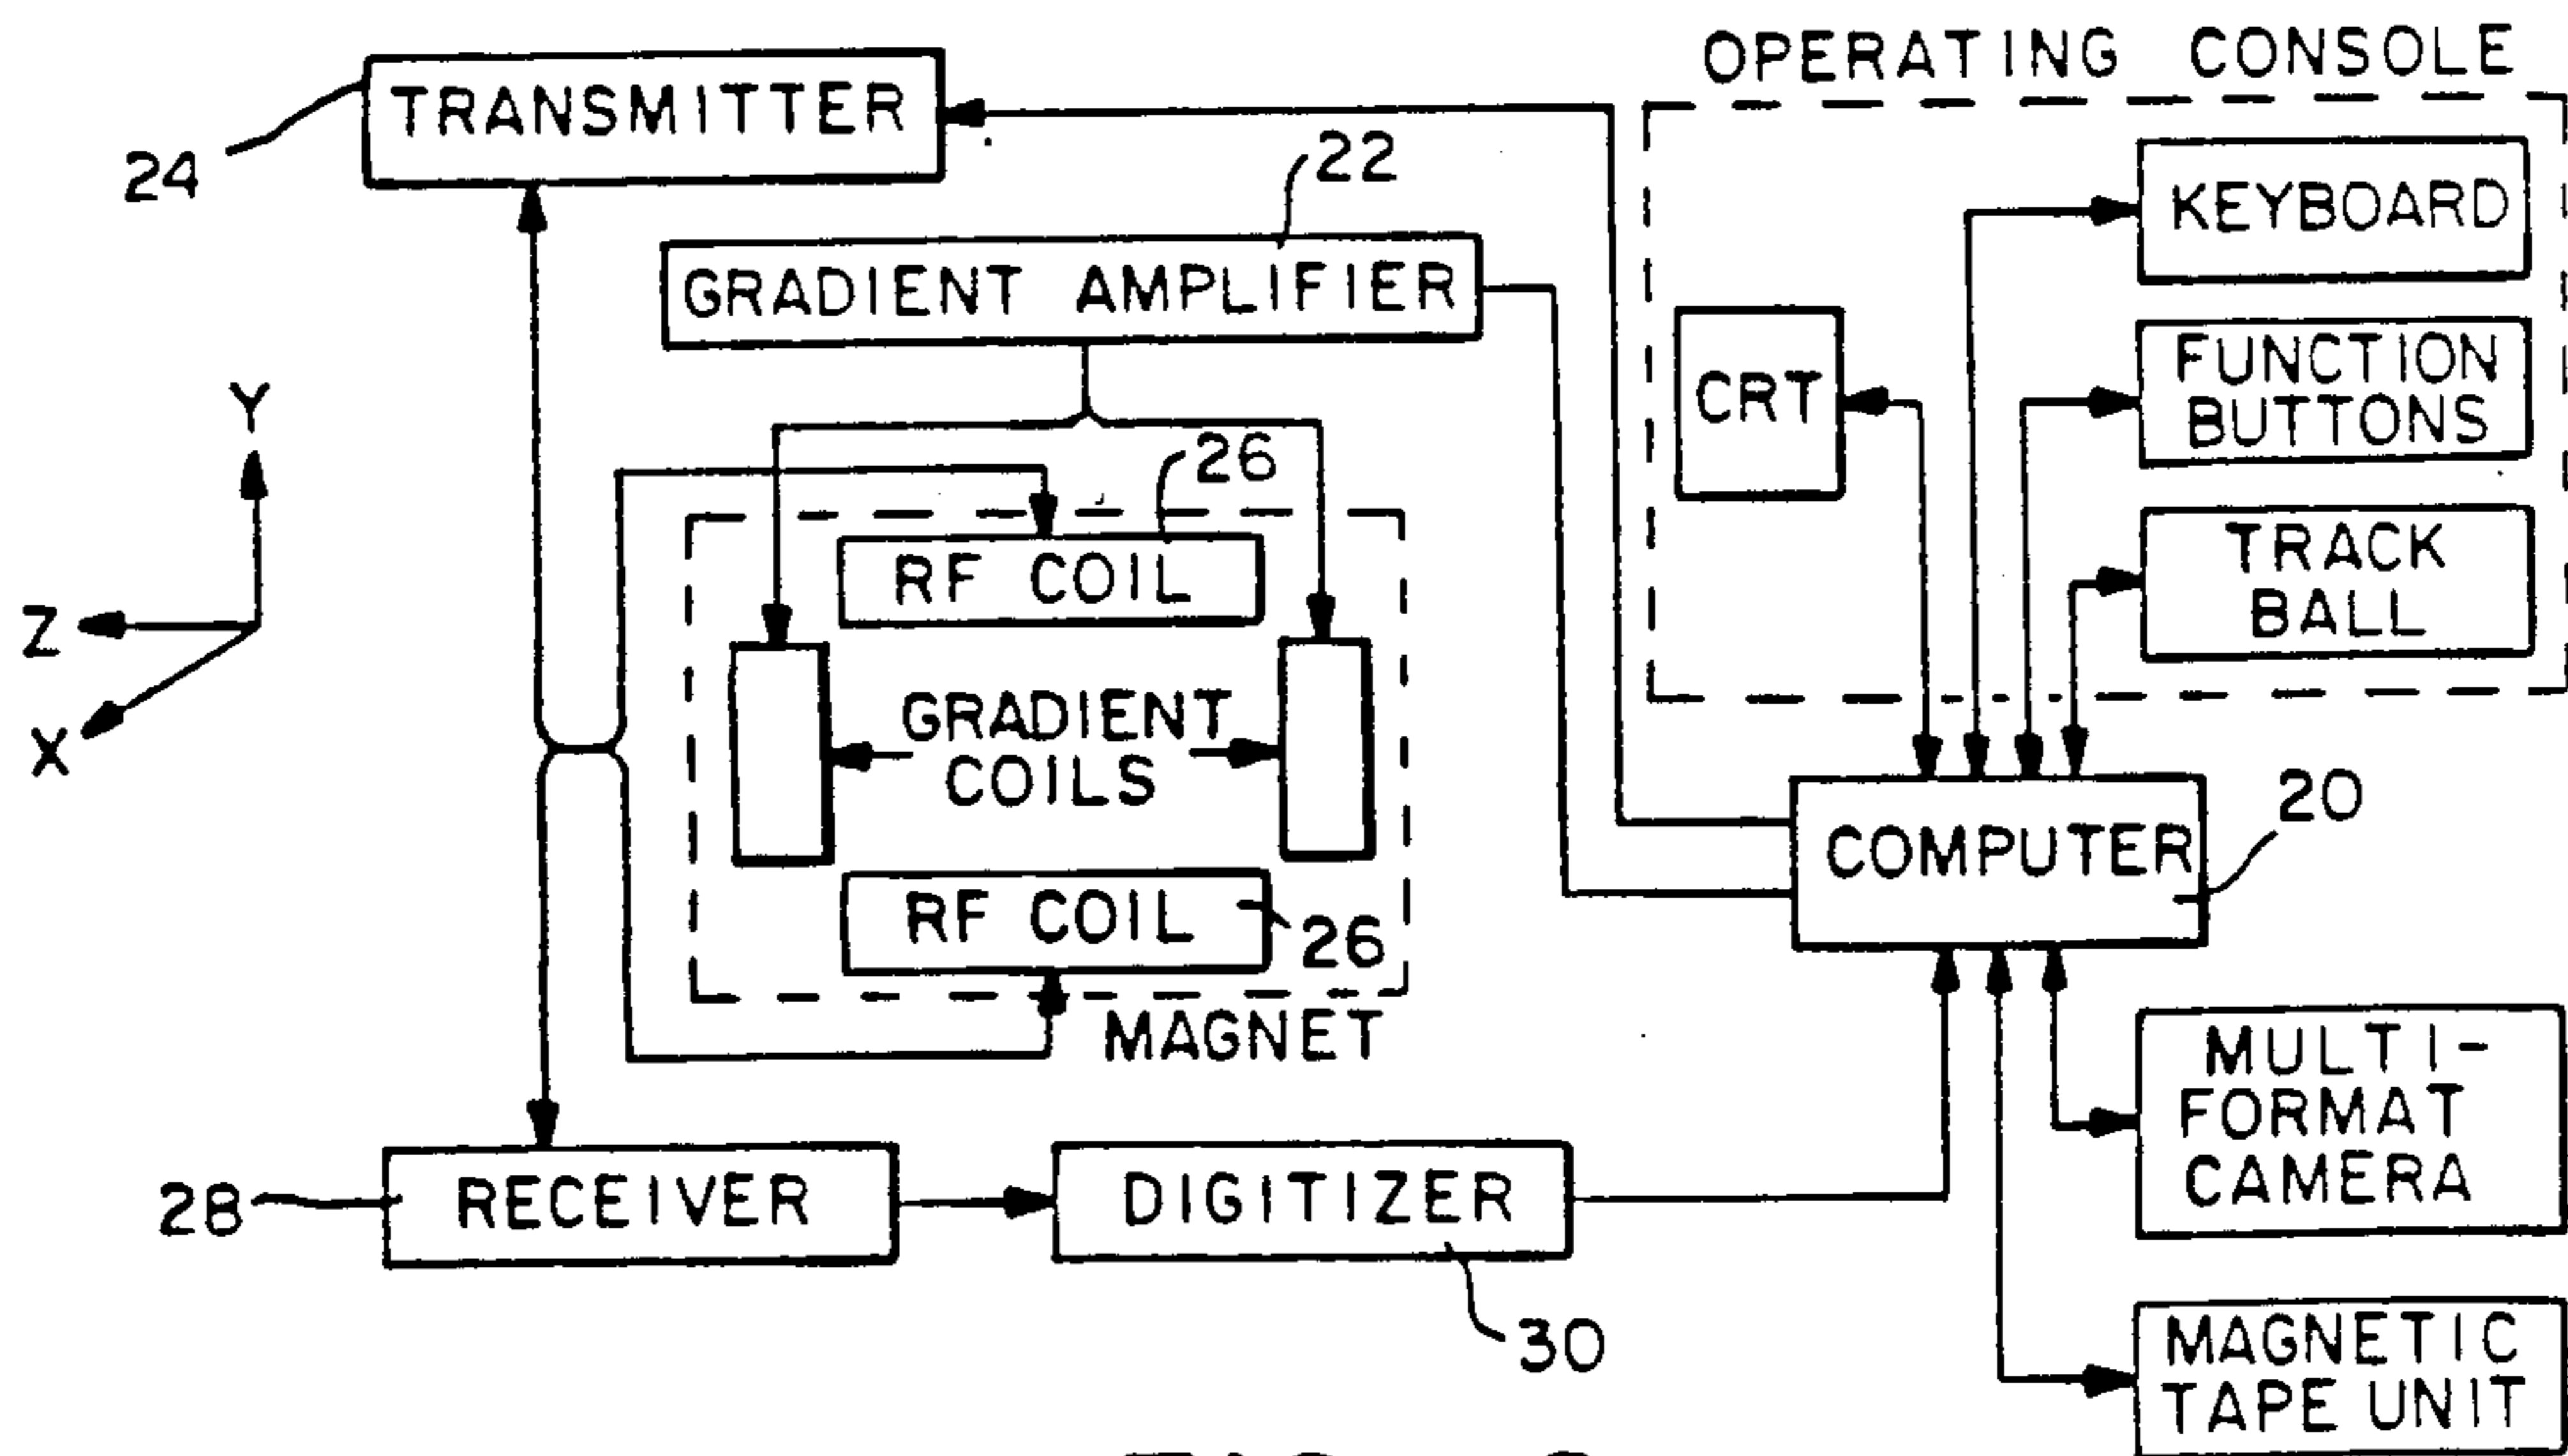 OPERATING CONSOLE
TRANSMITTER
24
22
KEYBOARD
GRADIENT AMPLIFIER
FUNCTION
BUTTONS
CRT
Y
26
TRACK
BALL
RF COIL
Z
X
GRADIENT
COILS
20
COMPUTER
RF COIL
26
MAGNET
MULTI-
FORMAT
CAMERA
28
RECEIVER
DIGITIZER
30
MAGNETIC
TAPE UNIT